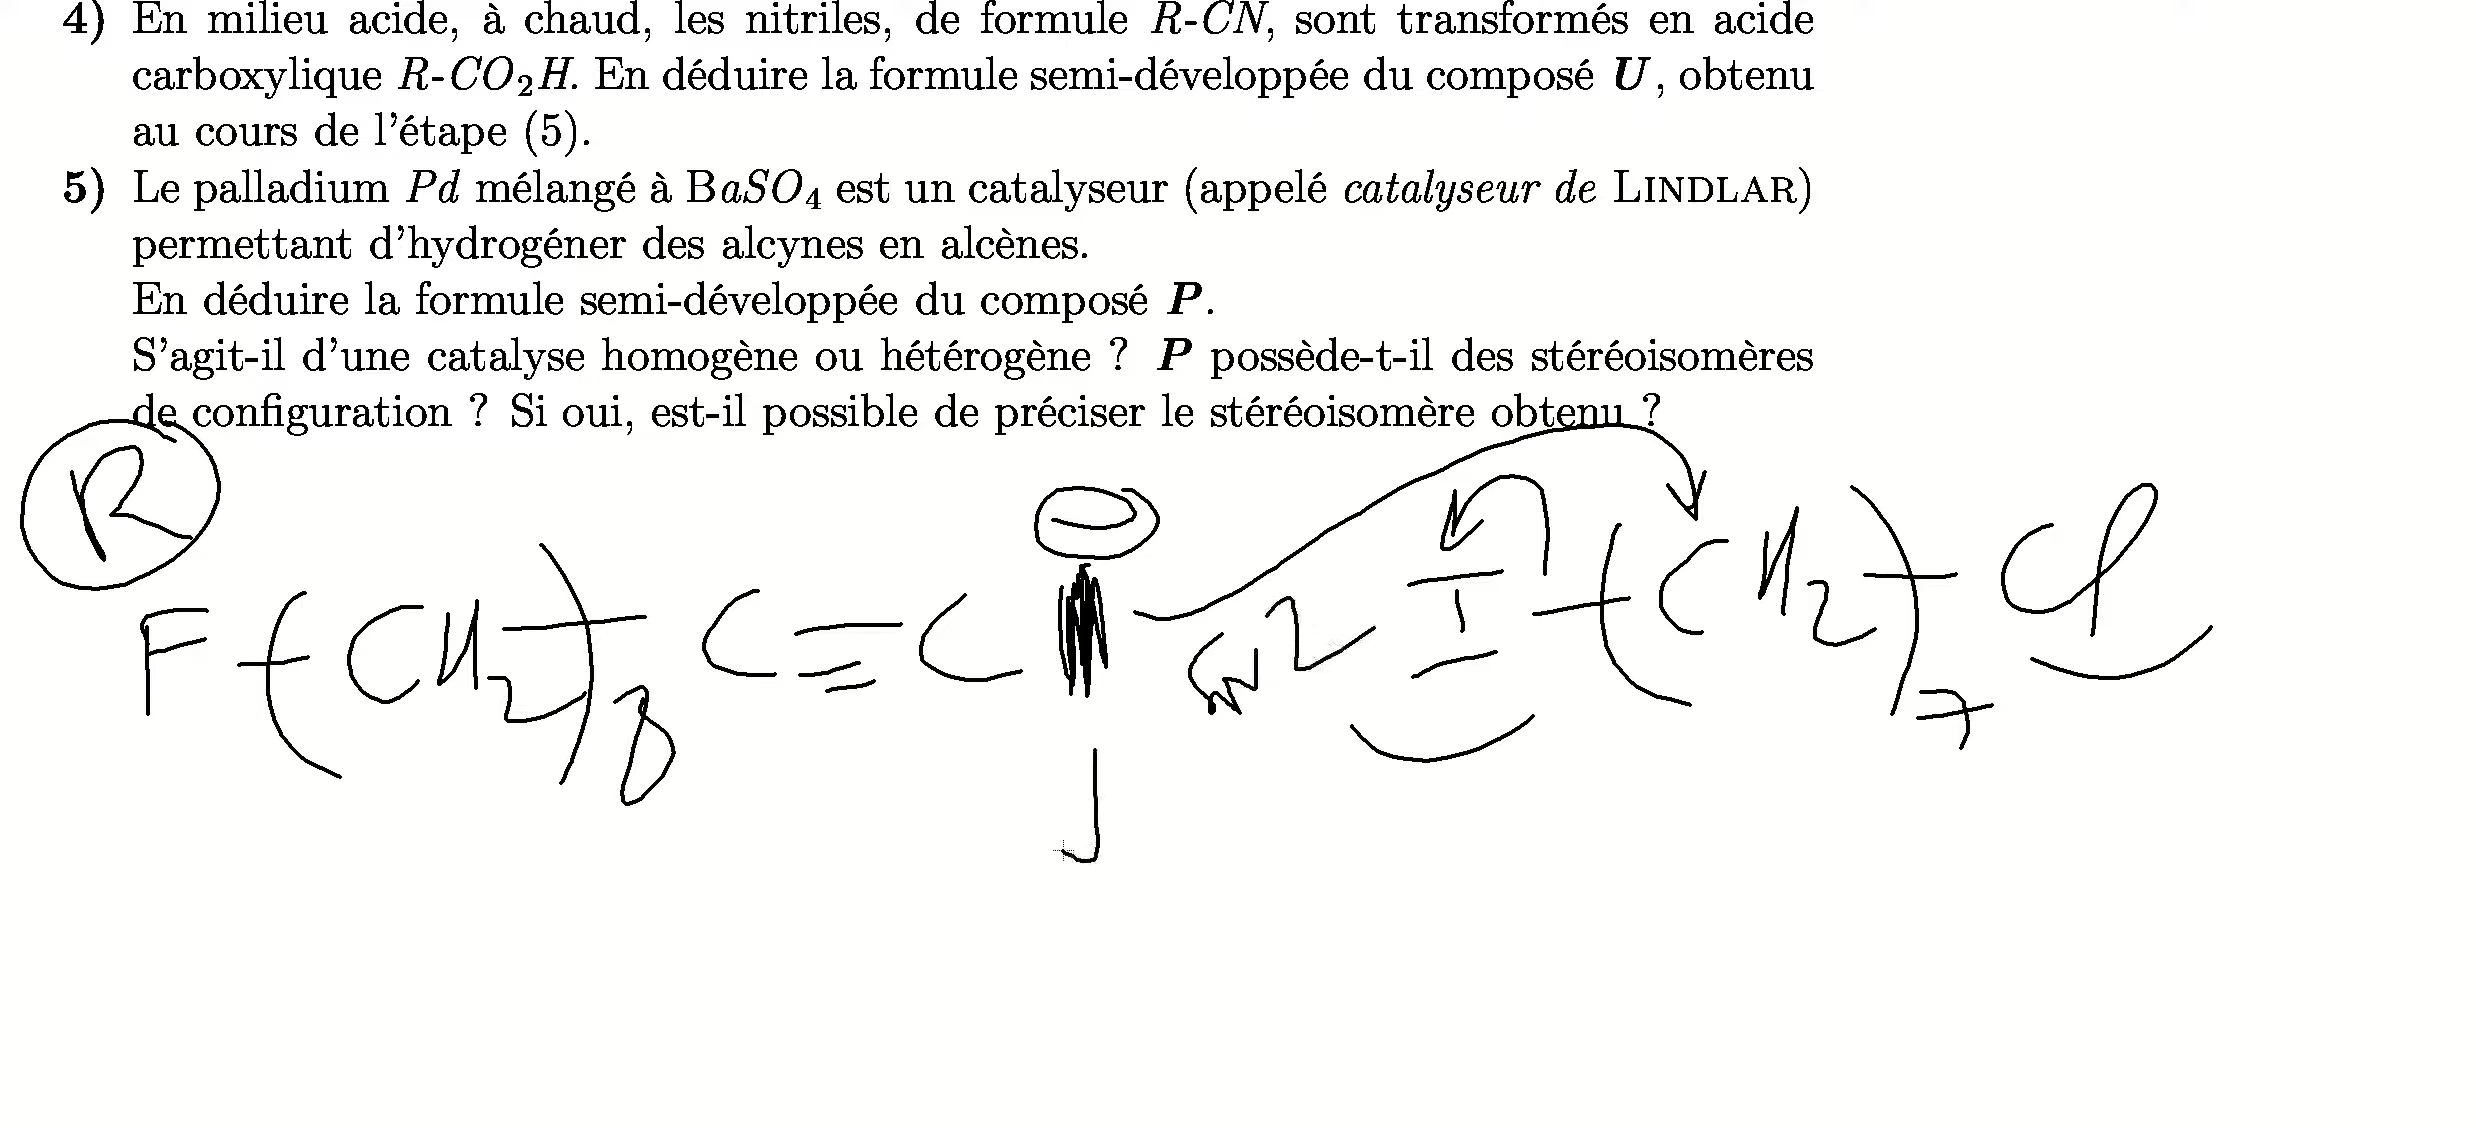 4) En milieu acide, à chaud, les nitriles, de formule R-CN, sont transformés en acide
carboxylique R-CO₂H. En déduire la formule semi-développée du composé U, obtenu
au cours de l'étape (5).
5) Le palladium Pd mélangé à BaSO₄ est un catalyseur (appelé catalyseur de LINDLAR)
permettant d'hydrogéner des alcynes en alcènes.
En déduire la formule semi-développée du composé P.
S'agit-il d'une catalyse homogène ou hétérogène ? P possède-t-il des stéréoisomères
de configuration ? Si oui, est-il possible de préciser le stéréoisomère obtenu ?
R
F-(CH₂)₈-C≡C ⊖ SN2 I-(CH₂)₇-Cl